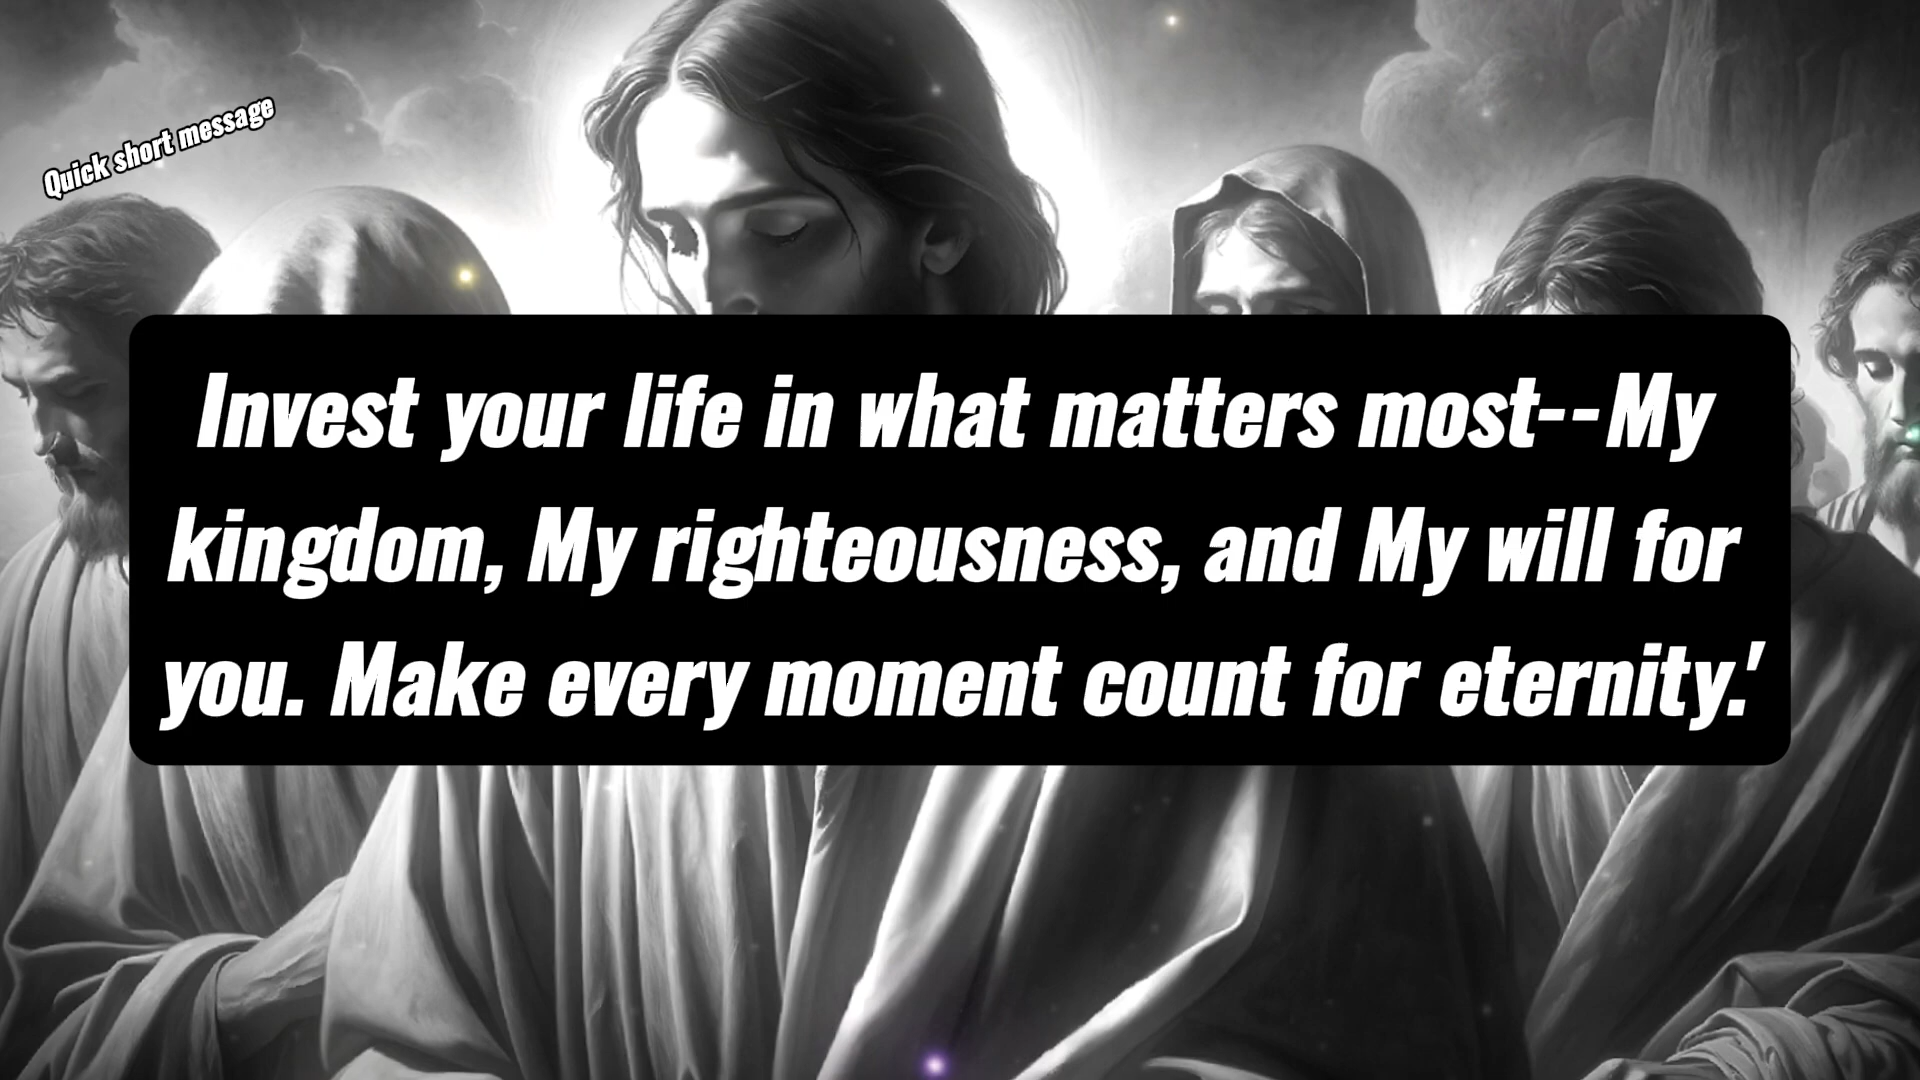 Quick short message
Invest your life in what matters most--My
kingdom, My righteousness, and My will for
you. Make every moment count for eternity.'